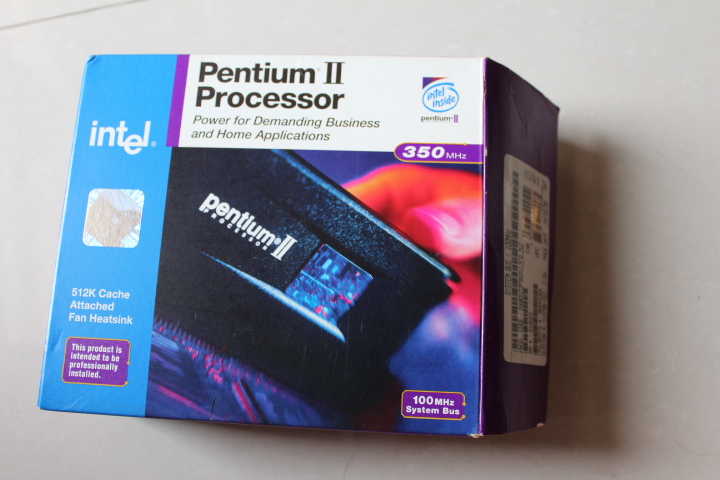 Pentium® II
Processor
Power for Demanding Business
and Home Applications
intel®
intel
inside
pentium® II
350 MHz
pentium® II
PROCESSOR
512K Cache
Attached
Fan Heatsink
This product is
intended to be
professionally
installed.
100MHz
System Bus